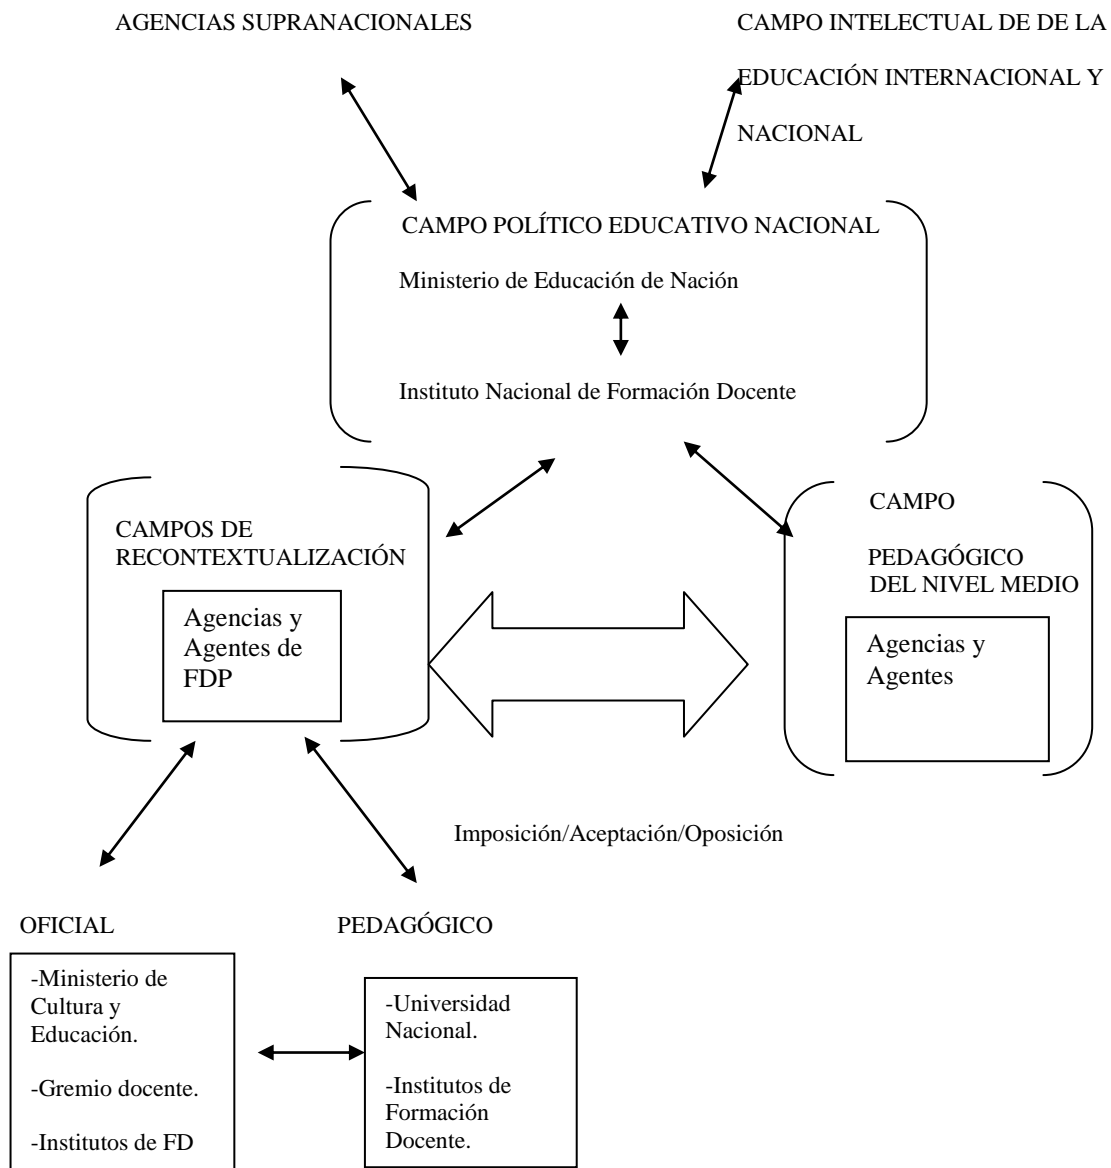 AGENCIAS SUPRANACIONALES
CAMPO INTELECTUAL DE DE LA
EDUCACIÓN INTERNACIONAL Y
NACIONAL
CAMPO POLÍTICO EDUCATIVO NACIONAL
Ministerio de Educación de Nación
Instituto Nacional de Formación Docente
CAMPOS DE
RECONTEXTUALIZACIÓN
Agencias y
Agentes de
FDP
CAMPO
PEDAGÓGICO
DEL NIVEL MEDIO
Agencias y
Agentes
Imposición/Aceptación/Oposición
OFICIAL
-Ministerio de
Cultura y
Educación.
-Gremio docente.
-Institutos de FD
PEDAGÓGICO
-Universidad
Nacional.
-Institutos de
Formación
Docente.